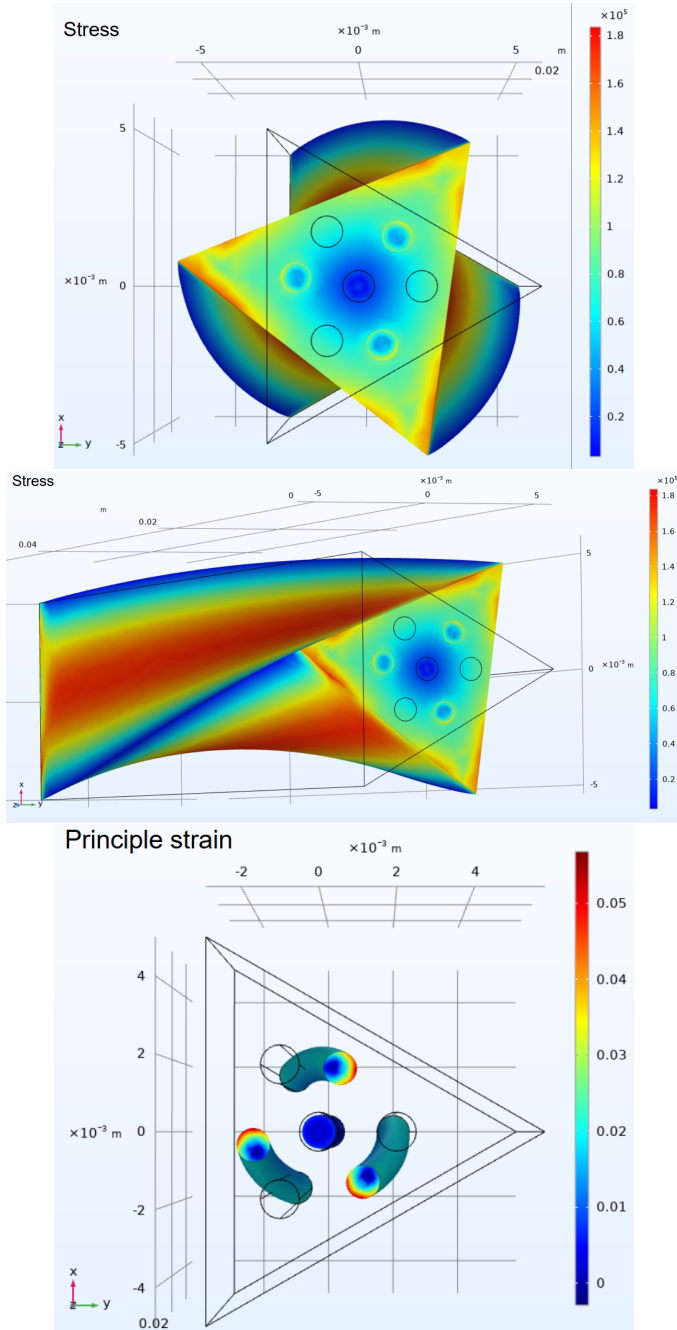 Stress
×10⁻³ m
-5 0 5 m
0.02
×10⁵
1.8
1.6
1.4
1.2
1
0.8
0.6
0.4
0.2
5
×10⁻³ m 0
-5
x
z y
Stress
×10⁻³ m
m 0 -5 0 5
0.02
0.04
×10⁵
1.8
1.6
1.4
1.2
1
0.8
0.6
0.4
0.2
5
0 ×10⁻³ m
-5
x
z y
Principle strain
×10⁻³ m
-2 0 2 4
0.05
0.04
0.03
0.02
0.01
0
4
2
×10⁻³ m 0
-2
-4
0.02
x
z y